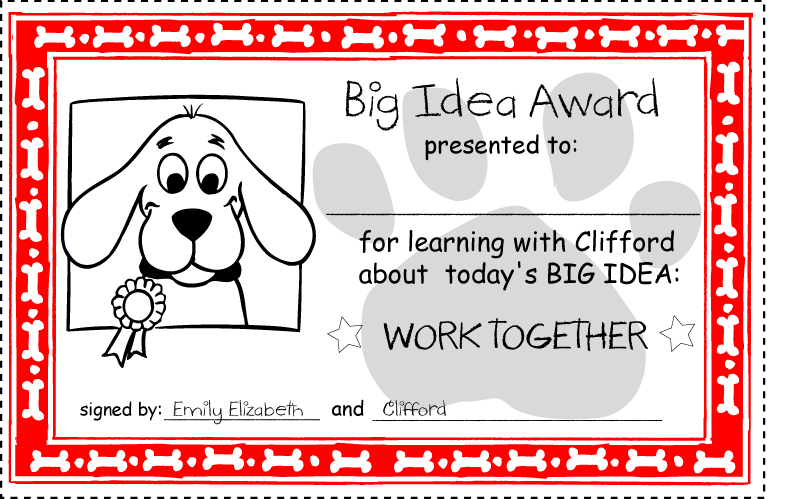 Big Idea Award
presented to:
for learning with Clifford
about today's BIG IDEA:
WORK TOGETHER
signed by: Emily Elizabeth and Clifford